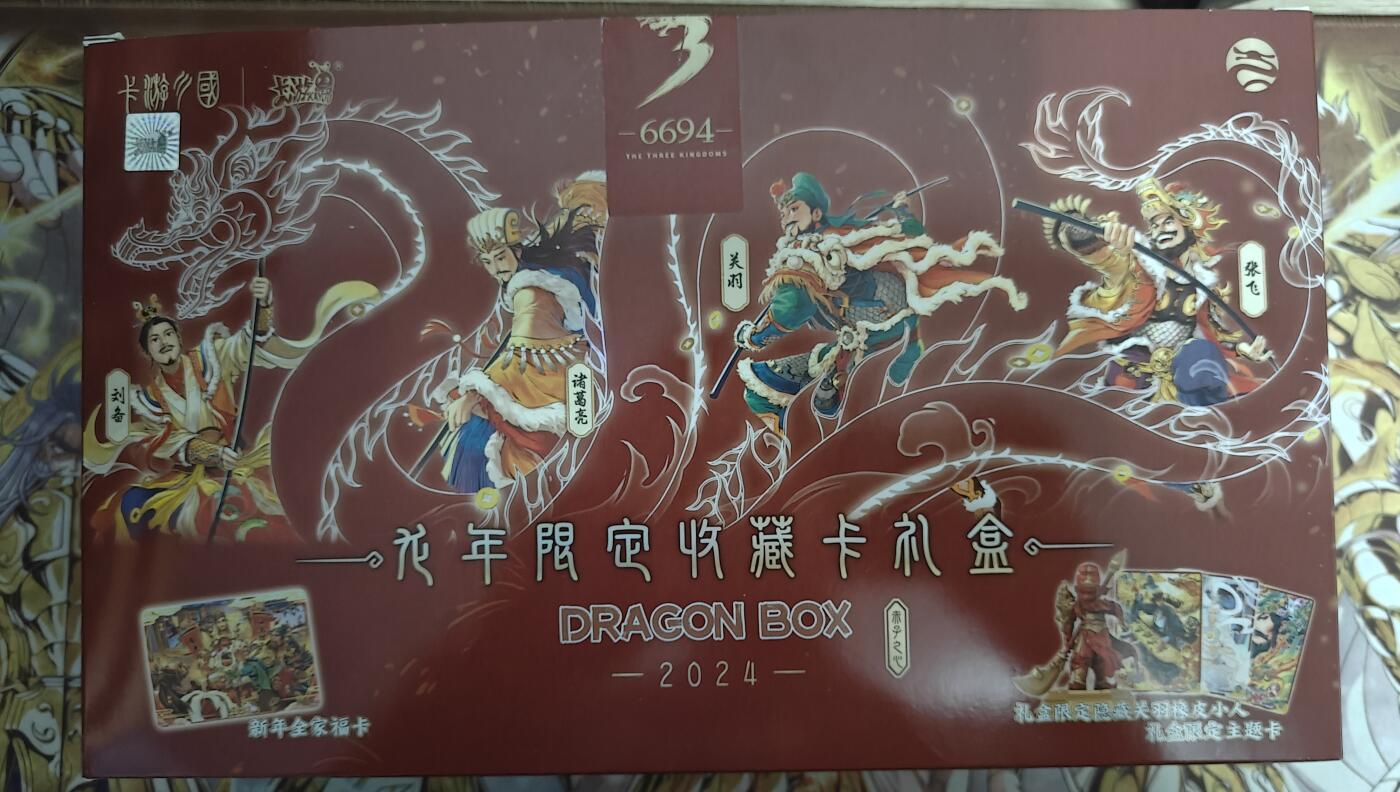 卡游三國
卡游
6694
THE THREE KINGDOMS
关羽
张飞
诸葛亮
刘备
龙年限定收藏卡礼盒
DRAGON BOX
赤子之心
2024
新年全家福卡
礼盒限定隐藏关羽橡皮小人
礼盒限定主题卡